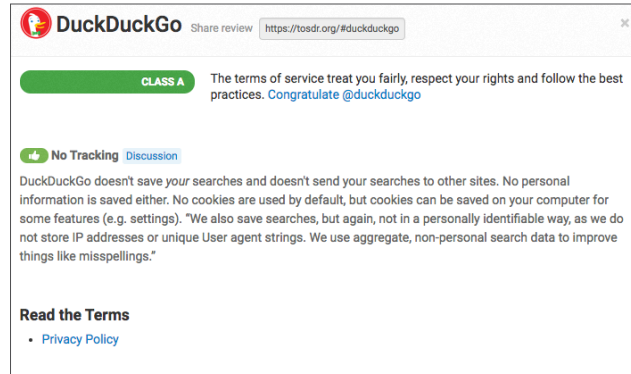 DuckDuckGo Share review https://tosdr.org/#duckduckgo ×
CLASS A The terms of service treat you fairly, respect your rights and follow the best
practices. Congratulate @duckduckgo
No Tracking Discussion
DuckDuckGo doesn't save your searches and doesn't send your searches to other sites. No personal
information is saved either. No cookies are used by default, but cookies can be saved on your computer for
some features (e.g. settings). “We also save searches, but again, not in a personally identifiable way, as we do
not store IP addresses or unique User agent strings. We use aggregate, non-personal search data to improve
things like misspellings.”
Read the Terms
• Privacy Policy